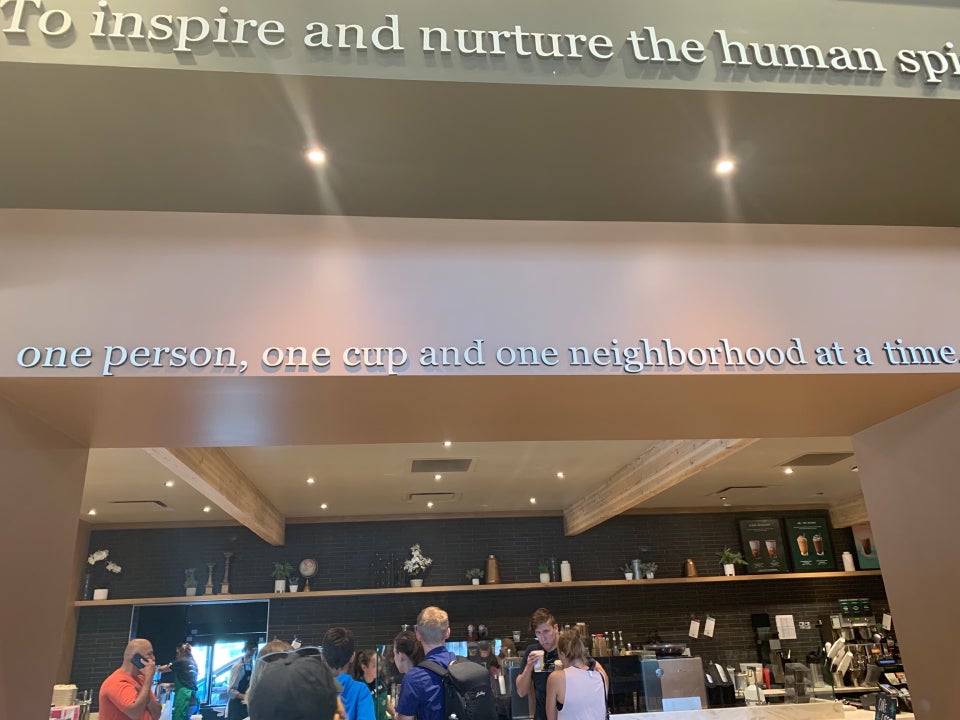 To inspire and nurture the human spi
one person, one cup and one neighborhood at a time.